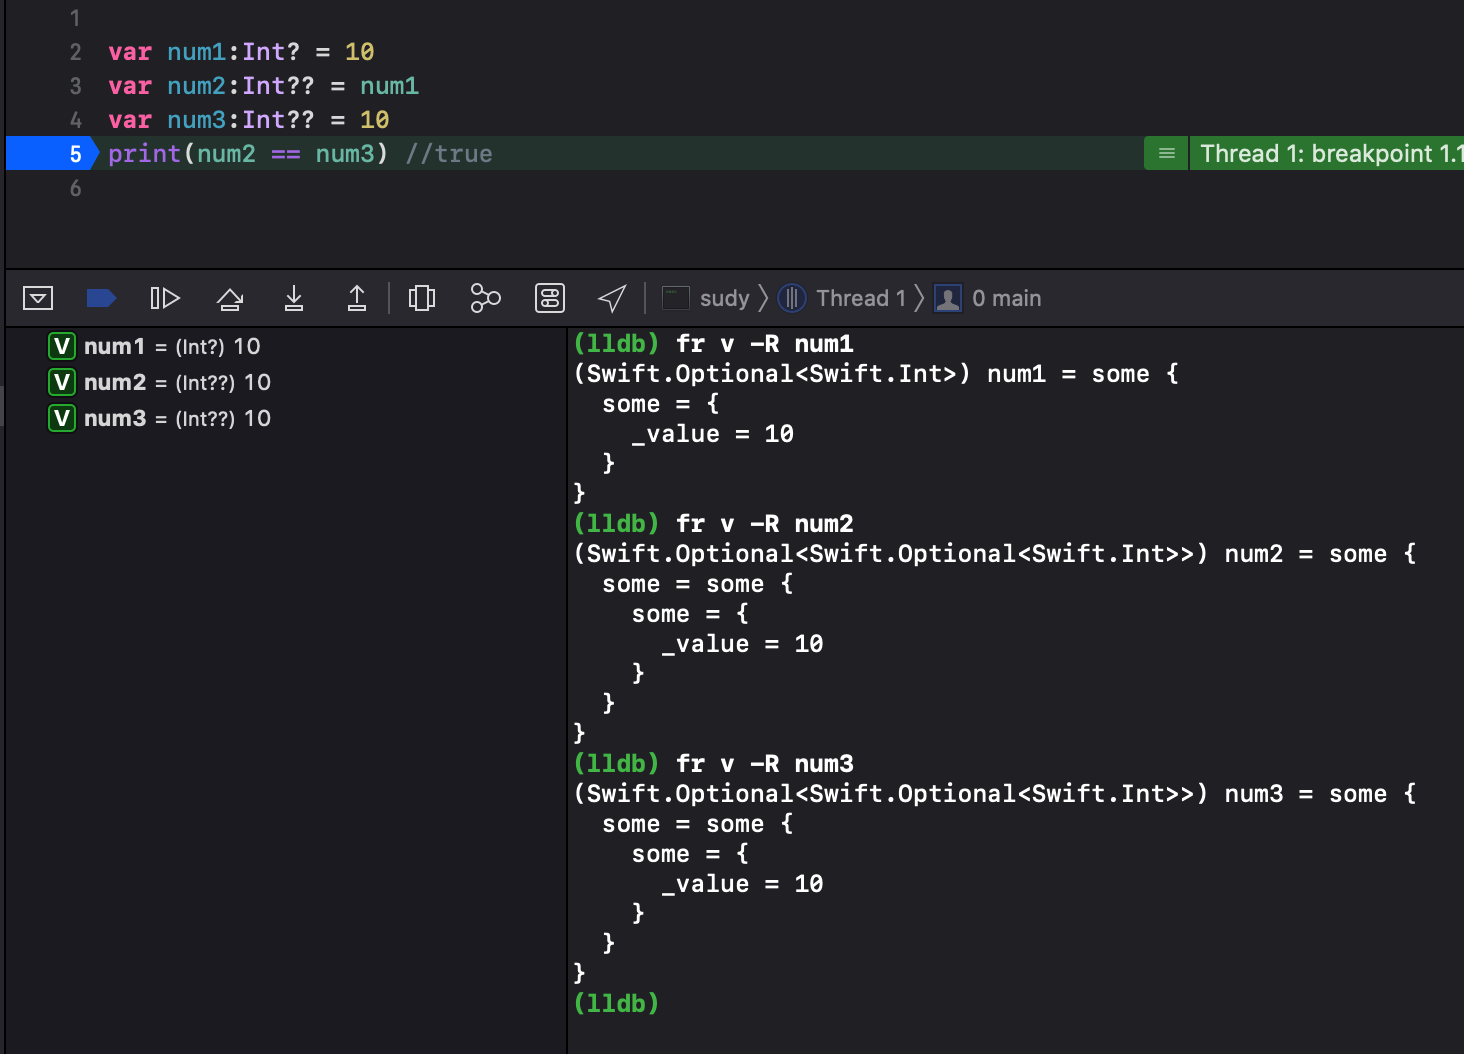 1
2 var num1:Int? = 10
3 var num2:Int?? = num1
4 var num3:Int?? = 10
5 print(num2 == num3) //true
Thread 1: breakpoint 1.1
6
sudy 〉 Thread 1 〉 0 main
V num1 = (Int?) 10
V num2 = (Int??) 10
V num3 = (Int??) 10
(lldb) fr v -R num1
(Swift.Optional<Swift.Int>) num1 = some {
  some = {
    _value = 10
  }
}
(lldb) fr v -R num2
(Swift.Optional<Swift.Optional<Swift.Int>>) num2 = some {
  some = some {
    some = {
      _value = 10
    }
  }
}
(lldb) fr v -R num3
(Swift.Optional<Swift.Optional<Swift.Int>>) num3 = some {
  some = some {
    some = {
      _value = 10
    }
  }
}
(lldb)